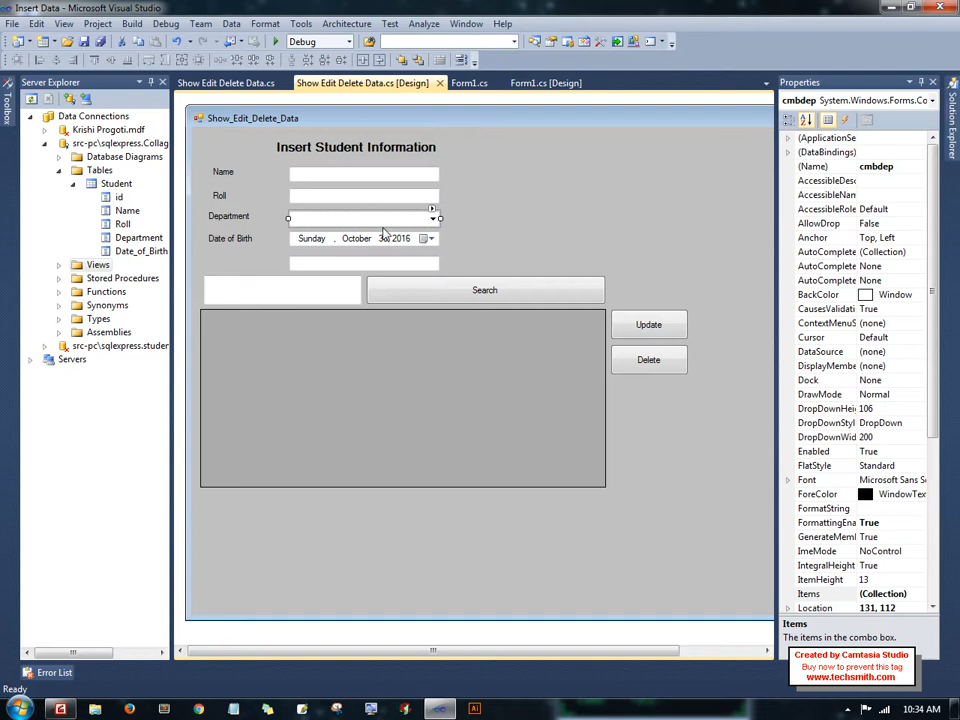 Insert Data - Microsoft Visual Studio
File Edit View Project Build Debug Team Data Format Tools Architecture Test Analyze Window Help
Debug
Server Explorer
Show Edit Delete Data.cs
Show Edit Delete Data.cs [Design]
Form1.cs
Form1.cs [Design]
Properties
Toolbox
Solution Explorer
Data Connections
Krishi Progoti.mdf
src-pc\sqlexpress.Collag
Database Diagrams
Tables
Student
id
Name
Roll
Department
Date_of_Birth
Views
Stored Procedures
Functions
Synonyms
Types
Assemblies
src-pc\sqlexpress.studer
Servers
Show_Edit_Delete_Data
Insert Student Information
Name
Roll
Department
Date of Birth
Sunday , October 2016
Search
Update
Delete
cmbdep System.Windows.Forms.Co
(ApplicationSe
(DataBindings)
(Name) cmbdep
AccessibleDesc
AccessibleNam
AccessibleRole Default
AllowDrop False
Anchor Top, Left
AutoComplete (Collection)
AutoComplete None
AutoComplete None
BackColor Window
CausesValidati True
ContextMenuS (none)
Cursor Default
DataSource (none)
DisplayMembe (none)
Dock None
DrawMode Normal
DropDownHei 106
DropDownStyl DropDown
DropDownWid 200
Enabled True
FlatStyle Standard
Font Microsoft Sans S
ForeColor WindowText
FormatString
FormattingEna True
GenerateMem True
ImeMode NoControl
IntegralHeight True
ItemHeight 13
Items (Collection)
Location 131, 112
Items
The items in the combo box.
Error List
Created by Camtasia Studio
Buy now to prevent this tag
www.techsmith.com
Ready
10:34 AM